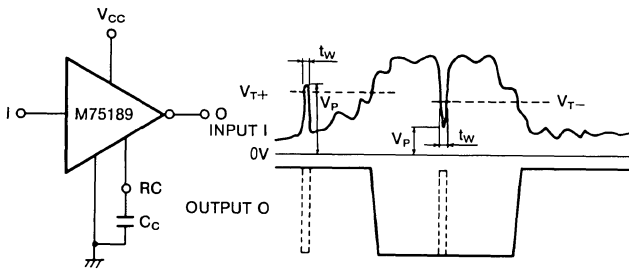 VCC
I
M75189
O
RC
CC
tW
VT+
VP
INPUT I
0V
VT−
VP
tW
OUTPUT O